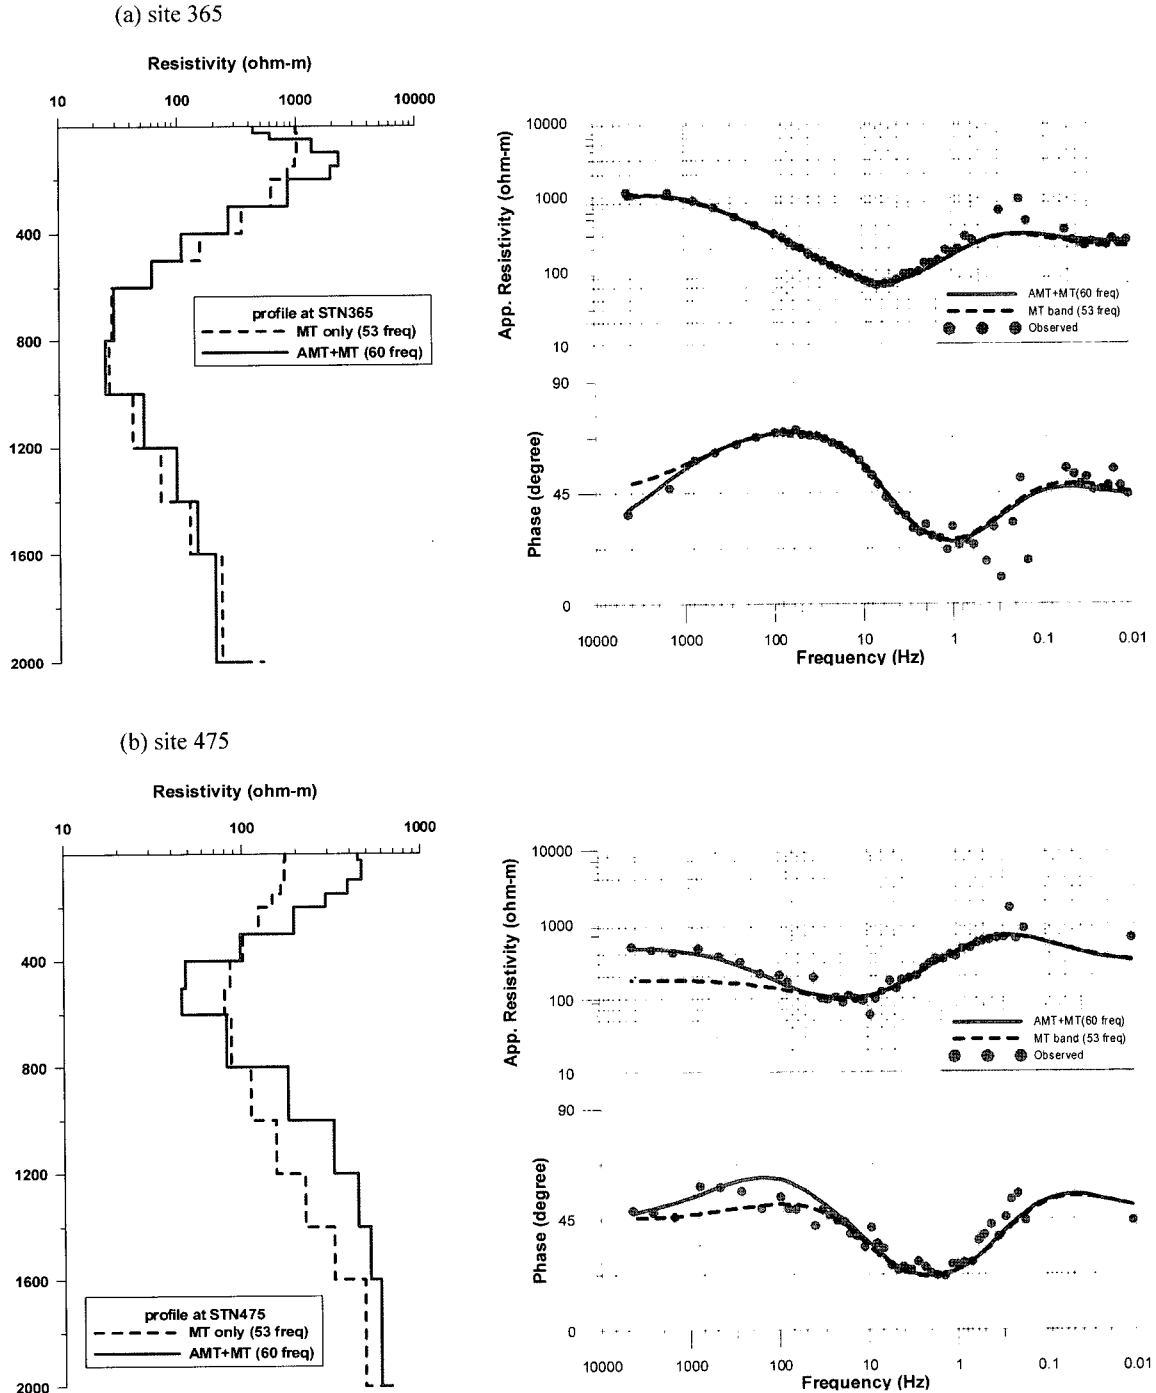 (a) site 365
Resistivity (ohm-m)
10 100 1000 10000
400
800
1200
1600
2000
profile at STN365
MT only (53 freq)
AMT+MT (60 freq)
App. Resistivity (ohm-m)
10000
1000
100
10
AMT+MT(60 freq)
MT band (53 freq)
Observed
Phase (degree)
90
45
0
10000 1000 100 10 1 0.1 0.01
Frequency (Hz)
(b) site 475
Resistivity (ohm-m)
10 100 1000
400
800
1200
1600
2000
profile at STN475
MT only (53 freq)
AMT+MT (60 freq)
App. Resistivity (ohm-m)
10000
1000
100
10
AMT+MT(60 freq)
MT band (53 freq)
Observed
Phase (degree)
90
45
0
10000 1000 100 10 1 0.1 0.01
Frequency (Hz)